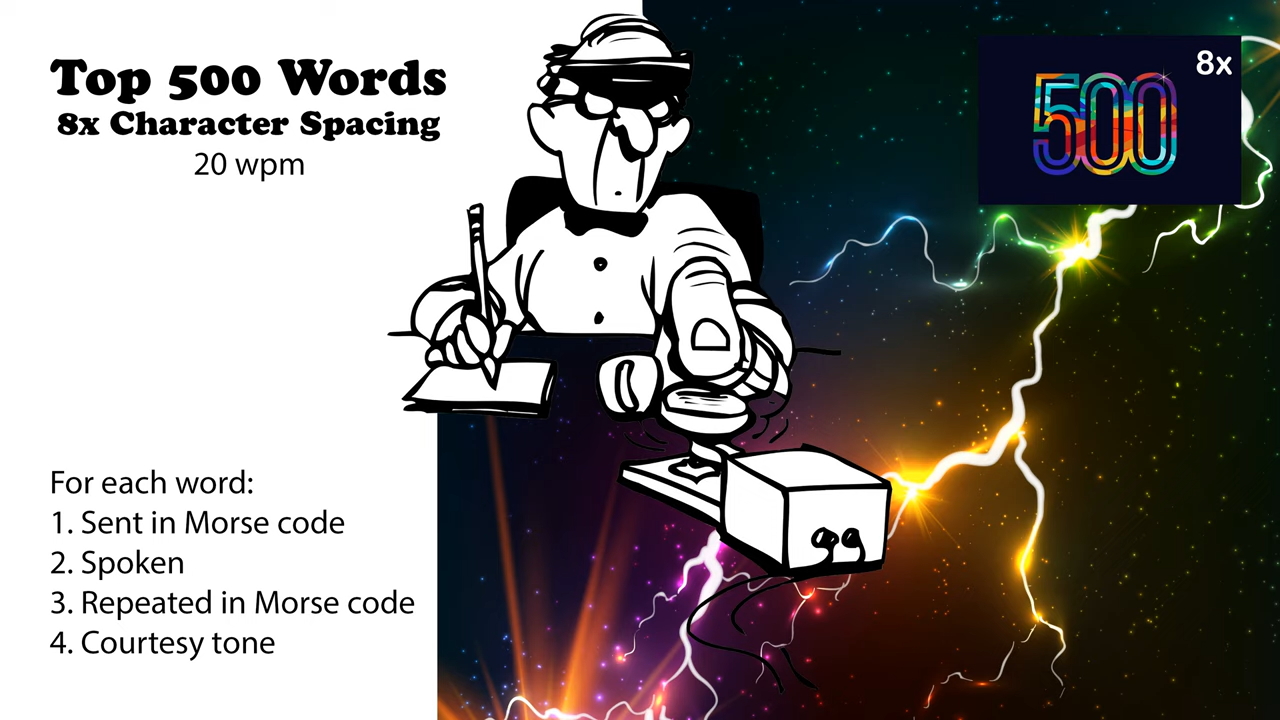 Top 500 Words
8x Character Spacing
20 wpm
8x
500
For each word:
1. Sent in Morse code
2. Spoken
3. Repeated in Morse code
4. Courtesy tone